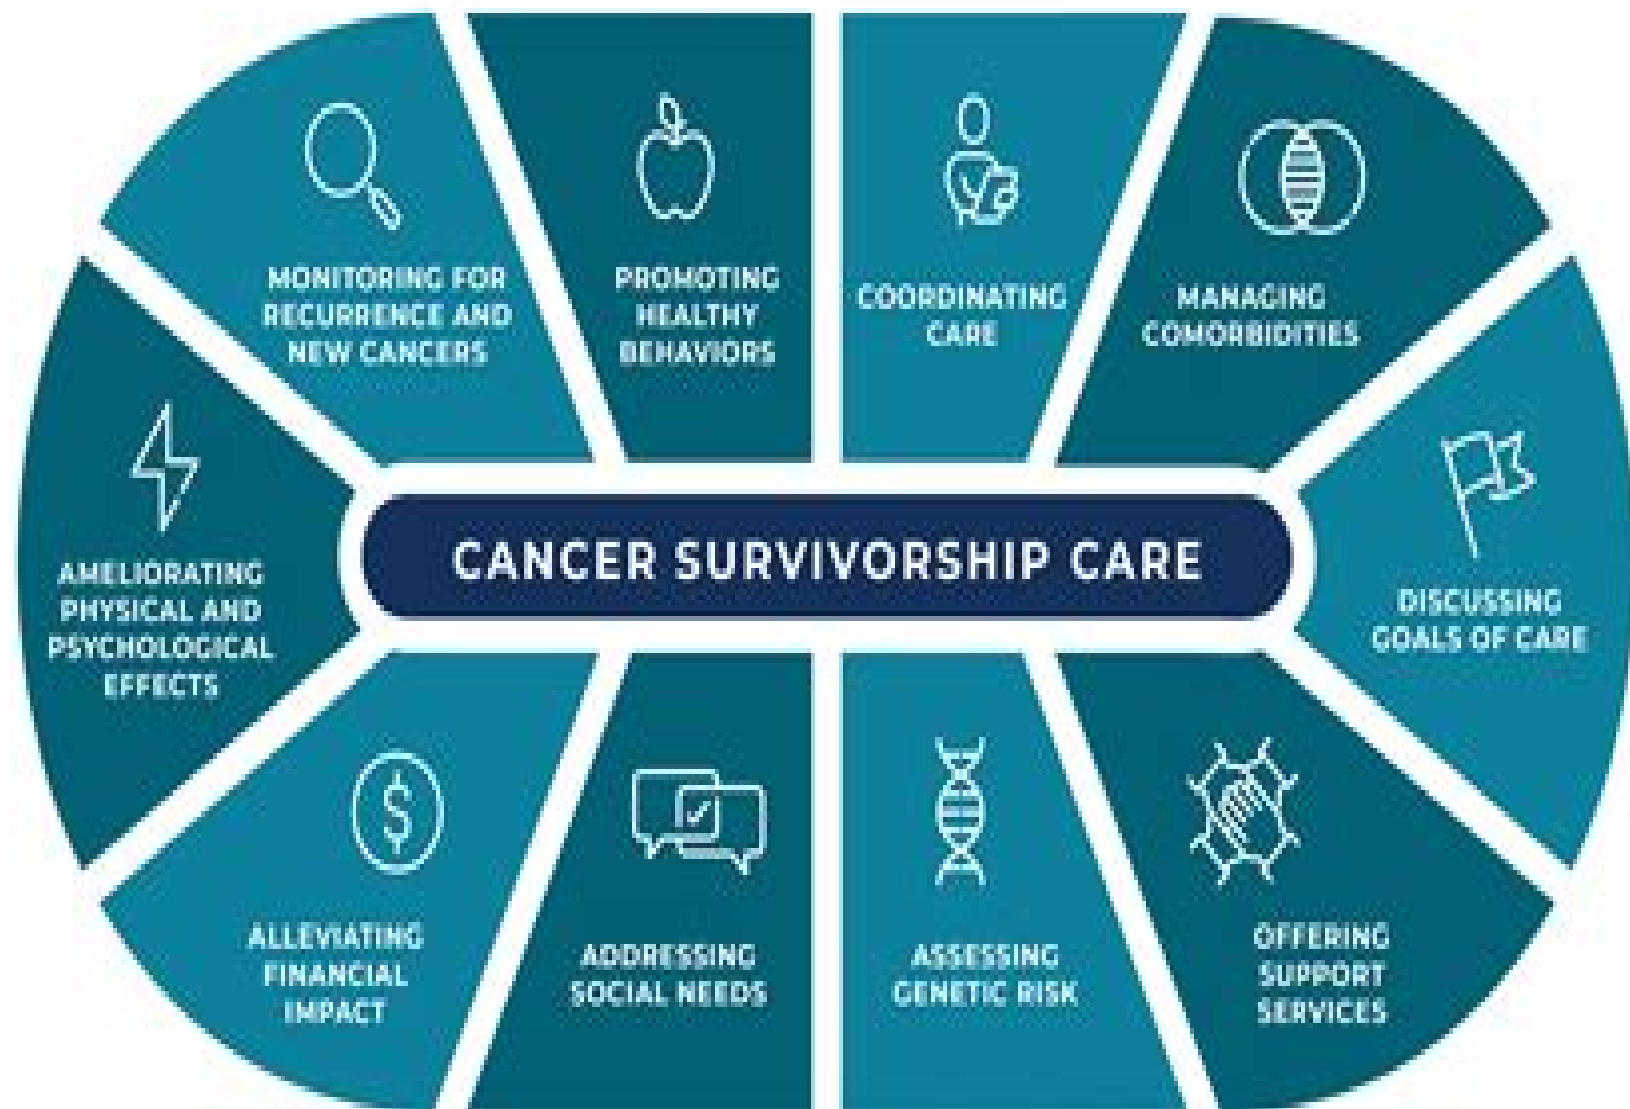 MONITORING FOR
RECURRENCE AND
NEW CANCERS
PROMOTING
HEALTHY
BEHAVIORS
COORDINATING
CARE
MANAGING
COMORBIDITIES
AMELIORATING
PHYSICAL AND
PSYCHOLOGICAL
EFFECTS
CANCER SURVIVORSHIP CARE
DISCUSSING
GOALS OF CARE
ALLEVIATING
FINANCIAL
IMPACT
ADDRESSING
SOCIAL NEEDS
ASSESSING
GENETIC RISK
OFFERING
SUPPORT
SERVICES